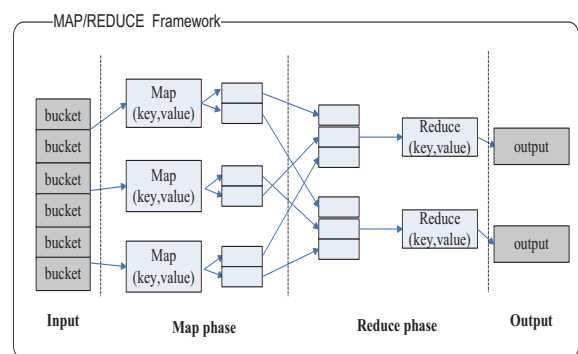 MAP/REDUCE Framework
bucket
bucket
bucket
bucket
bucket
bucket
Map
(key,value)
Map
(key,value)
Map
(key,value)
Reduce
(key,value)
Reduce
(key,value)
output
output
Input
Map phase
Reduce phase
Output